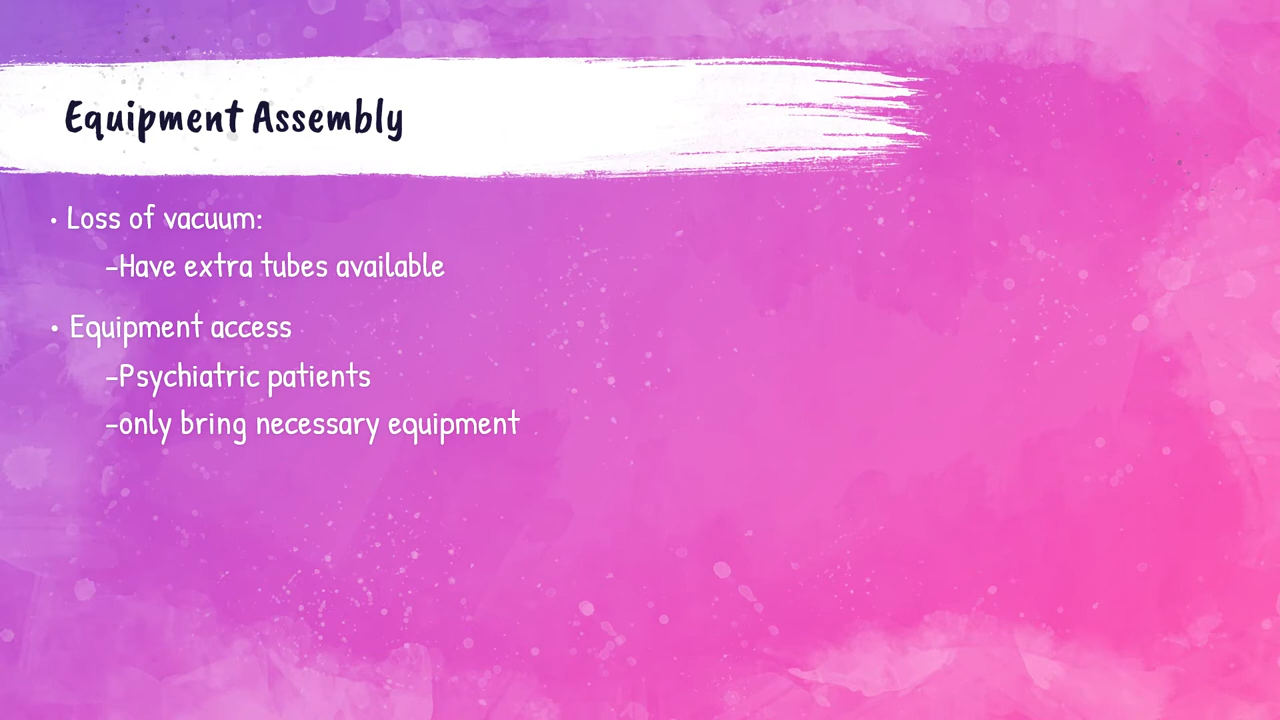 Equipment Assembly
• Loss of vacuum:
-Have extra tubes available
• Equipment access
-Psychiatric patients
-only bring necessary equipment